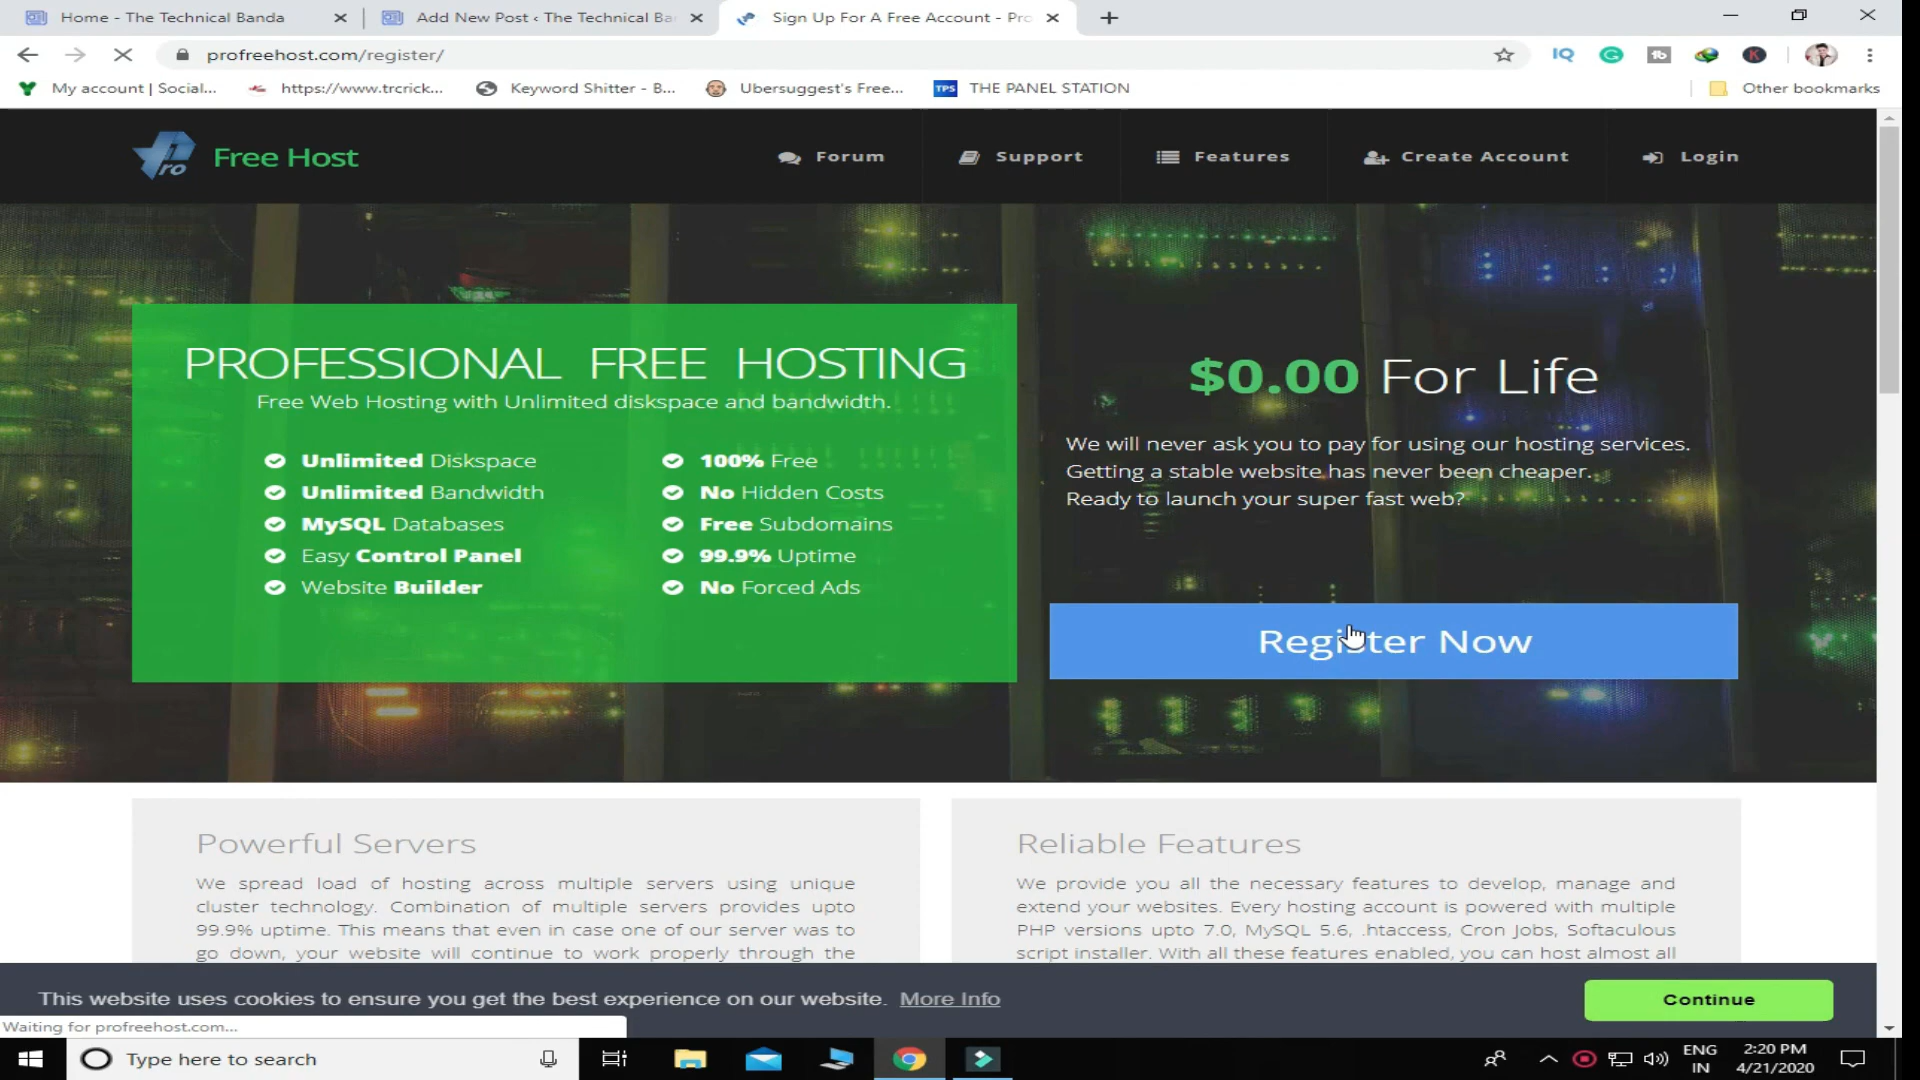 Home - The Technical Banda
Add New Post ‹ The Technical Ba
Sign Up For A Free Account - Pro
profreehost.com/register/
IQ
G
tb
K
My account | Social...
https://www.trcrick...
Keyword Shitter - B...
Ubersuggest's Free...
TPS
THE PANEL STATION
Other bookmarks
Pro
Free Host
Forum
Support
Features
Create Account
Login
PROFESSIONAL FREE HOSTING
Free Web Hosting with Unlimited diskspace and bandwidth.
Unlimited Diskspace
100% Free
Unlimited Bandwidth
No Hidden Costs
MySQL Databases
Free Subdomains
Easy Control Panel
99.9% Uptime
Website Builder
No Forced Ads
$0.00 For Life
We will never ask you to pay for using our hosting services.
Getting a stable website has never been cheaper.
Ready to launch your super fast web?
Register Now
Powerful Servers
We spread load of hosting across multiple servers using unique
cluster technology. Combination of multiple servers provides upto
99.9% uptime. This means that even in case one of our server was to
go down, your website will continue to work properly through the
Reliable Features
We provide you all the necessary features to develop, manage and
extend your websites. Every hosting account is powered with multiple
PHP versions upto 7.0, MySQL 5.6, .htaccess, Cron Jobs, Softaculous
script installer. With all these features enabled, you can host almost all
This website uses cookies to ensure you get the best experience on our website. More Info
Continue
Waiting for profreehost.com...
Type here to search
ENG
IN
2:20 PM
4/21/2020